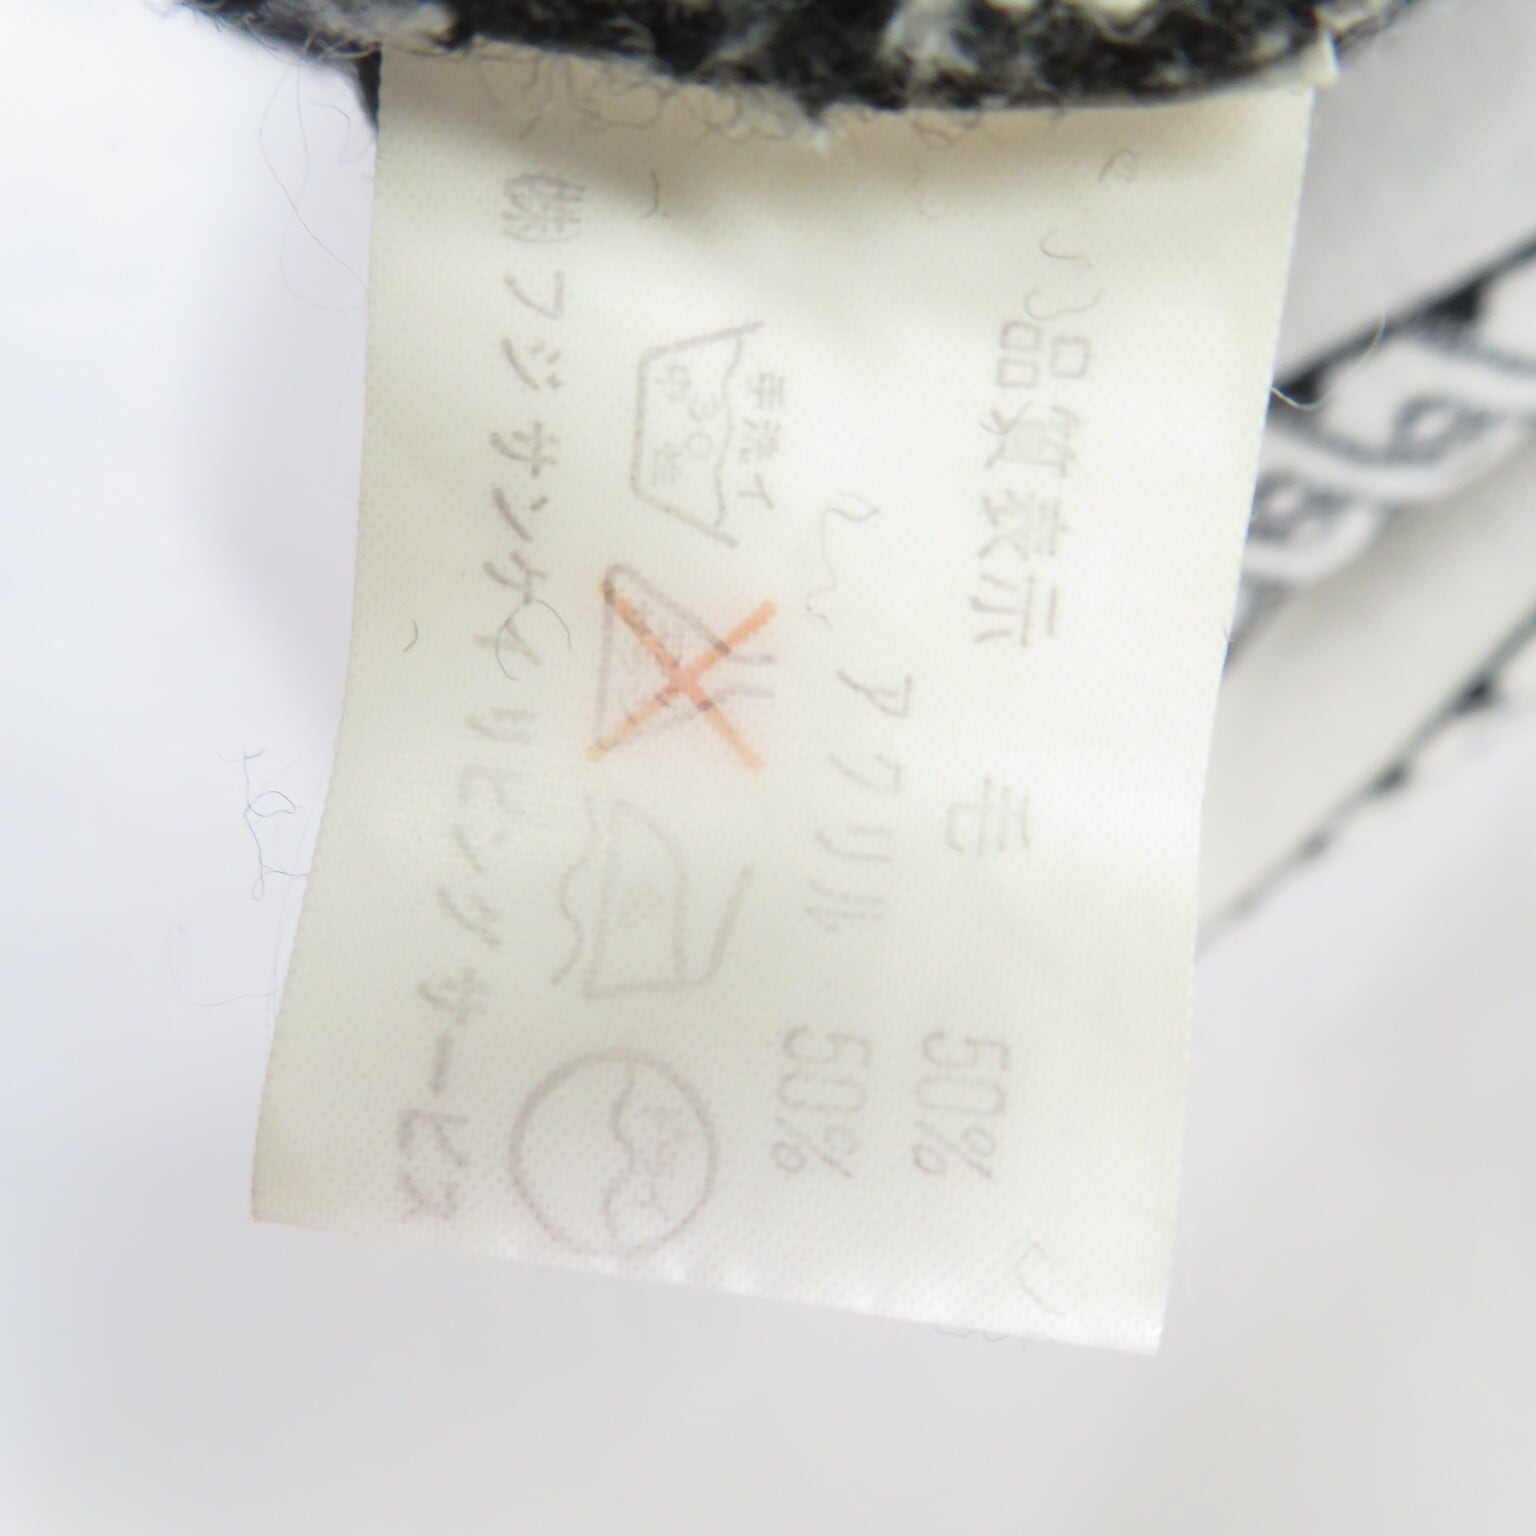 品質表示
毛 50%
アクリル 50%
手洗イ
30
中性
㈱フジサンケイリビングサービス